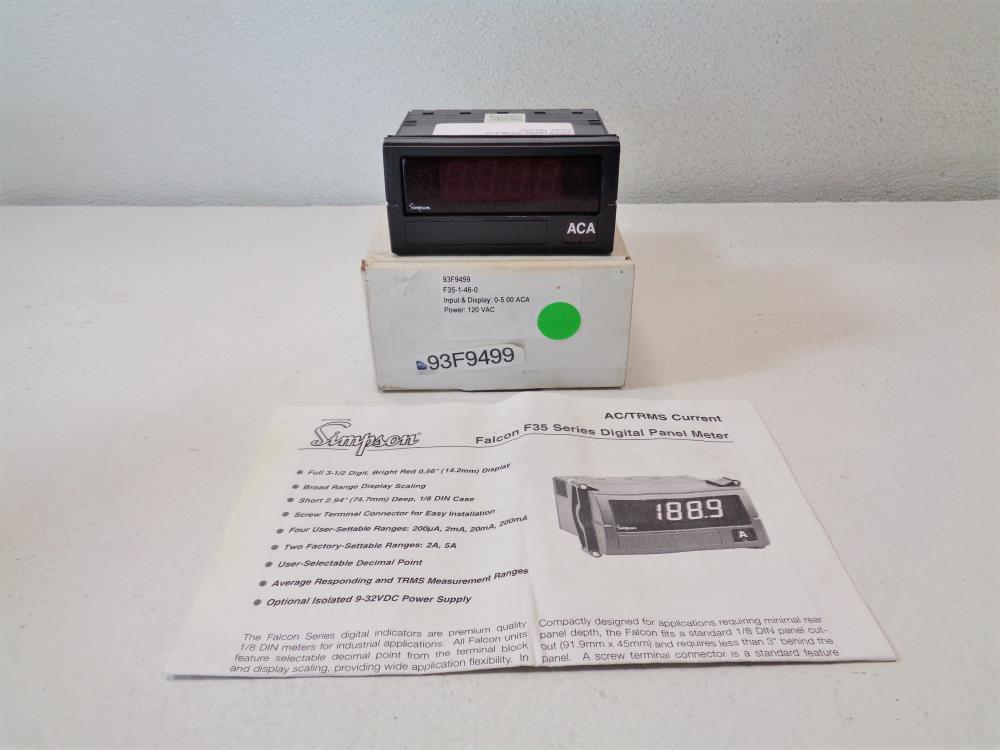 Simpson
ACA
93F9499
F35-1-46-0
Input & Display: 0-5.00 ACA
Power: 120 VAC
93F9499
Simpson
AC/TRMS Current
Falcon F35 Series Digital Panel Meter
Full 3-1/2 Digit, Bright Red 0.56" (14.2mm) Display
Broad Range Display Scaling
Short 2.94" (74.7mm) Deep, 1/8 DIN Case
Screw Terminal Connector for Easy Installation
Four User-Settable Ranges: 200µA, 2mA, 20mA, 200mA
Two Factory-Settable Ranges: 2A, 5A
User-Selectable Decimal Point
Average Responding and TRMS Measurement Ranges
Optional Isolated 9-32VDC Power Supply
188.9
Simpson
A
The Falcon Series digital indicators are premium quality
1/8 DIN meters for industrial applications. All Falcon units
feature selectable decimal point from the terminal block
and display scaling, providing wide application flexibility. In
Compactly designed for applications requiring minimal rear
panel depth, the Falcon fits a standard 1/8 DIN panel cut-
out (91.9mm x 45mm) and requires less than 3" behind the
panel. A screw terminal connector is a standard feature